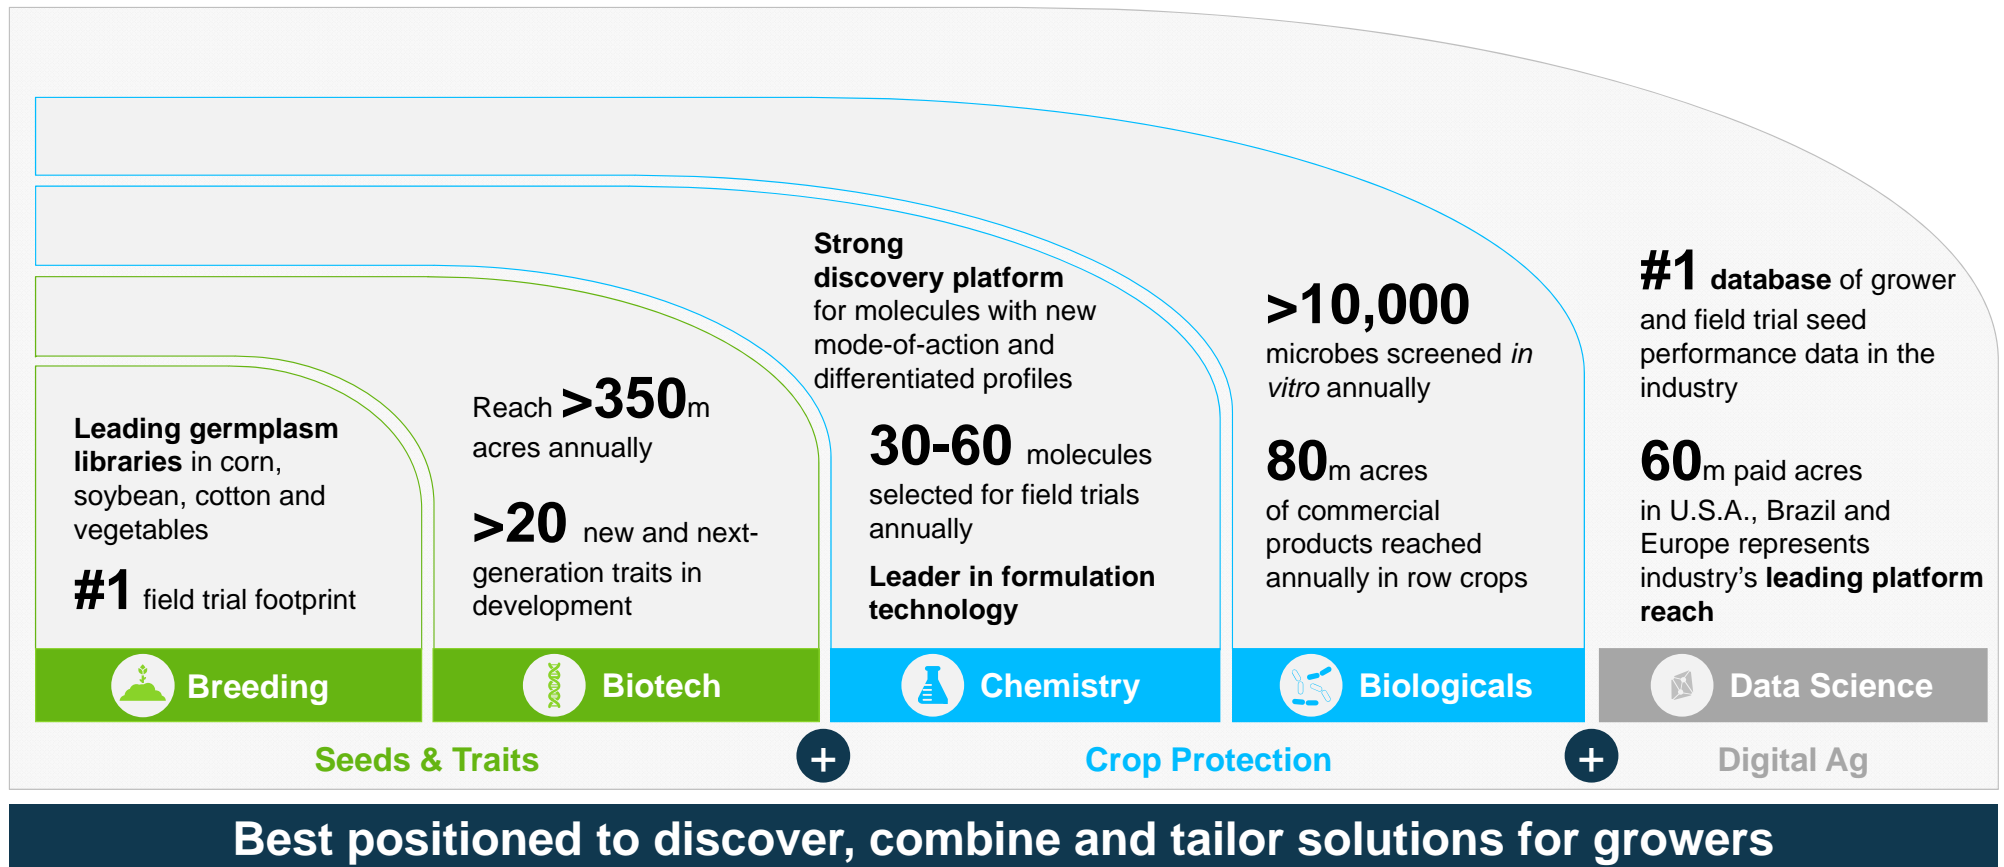 Leading germplasm
libraries in corn,
soybean, cotton and
vegetables
#1 field trial footprint
Breeding
Reach >350m
acres annually
>20 new and next-
generation traits in
development
Biotech
Seeds & Traits
+
Strong
discovery platform
for molecules with new
mode-of-action and
differentiated profiles
30-60 molecules
selected for field trials
annually
Leader in formulation
technology
Chemistry
>10,000
microbes screened in
vitro annually
80m acres
of commercial
products reached
annually in row crops
Biologicals
Crop Protection
+
#1 database of grower
and field trial seed
performance data in the
industry
60m paid acres
in U.S.A., Brazil and
Europe represents
industry’s leading platform
reach
Data Science
Digital Ag
Best positioned to discover, combine and tailor solutions for growers